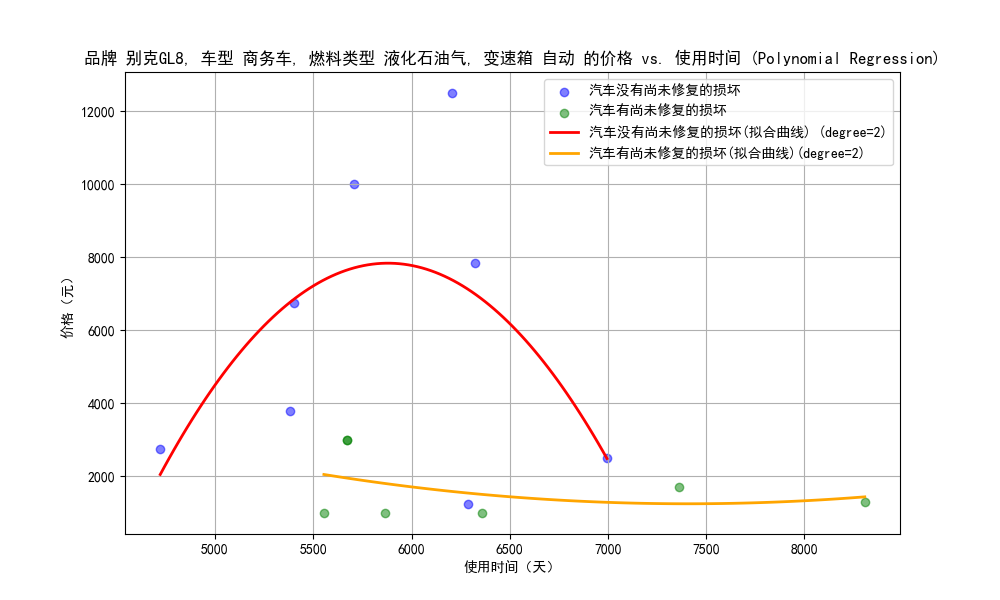 品牌 别克GL8, 车型 商务车, 燃料类型 液化石油气, 变速箱 自动 的价格 vs. 使用时间 (Polynomial Regression)
汽车没有尚未修复的损坏
汽车有尚未修复的损坏
汽车没有尚未修复的损坏(拟合曲线) (degree=2)
汽车有尚未修复的损坏(拟合曲线)(degree=2)
价格（元）
12000
10000
8000
6000
4000
2000
5000 5500 6000 6500 7000 7500 8000
使用时间（天）